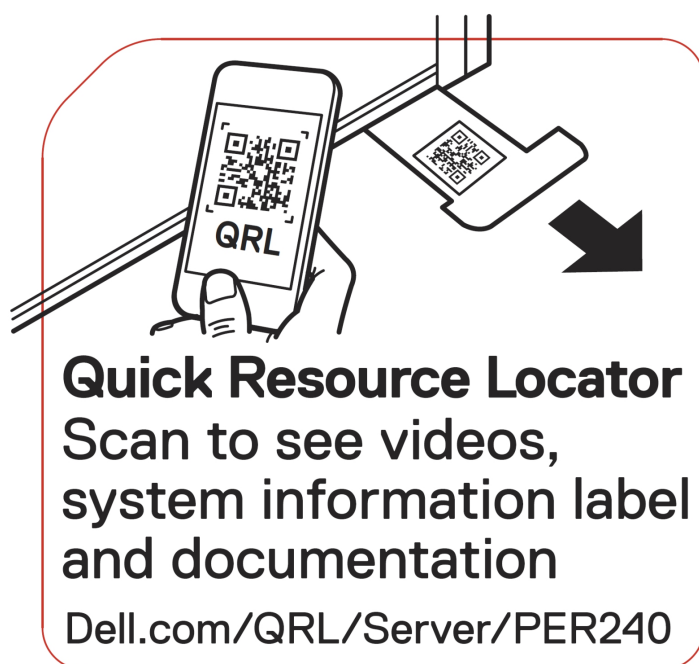 QRL
Quick Resource Locator
Scan to see videos,
system information label
and documentation
Dell.com/QRL/Server/PER240